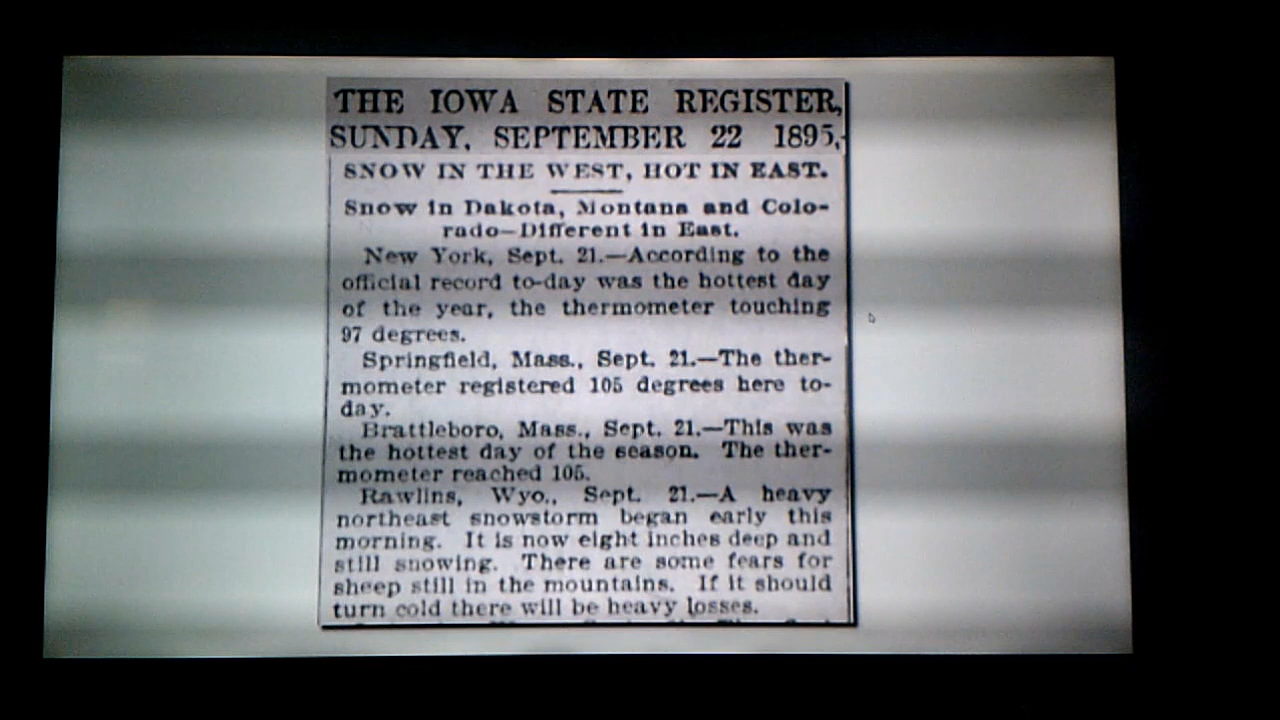 THE IOWA STATE REGISTER,
SUNDAY, SEPTEMBER 22 1895,
SNOW IN THE WEST, HOT IN EAST.
Snow in Dakota, Montana and Colo-
rado—Different in East.
New York, Sept. 21.—According to the
official record to-day was the hottest day
of the year, the thermometer touching
97 degrees.
Springfield, Mass., Sept. 21.—The ther-
mometer registered 105 degrees here to-
day.
Brattleboro, Mass., Sept. 21.—This was
the hottest day of the season. The ther-
mometer reached 105.
Rawlins, Wyo., Sept. 21.—A heavy
northeast snowstorm began early this
morning. It is now eight inches deep and
still snowing. There are some fears for
sheep still in the mountains. If it should
turn cold there will be heavy losses.